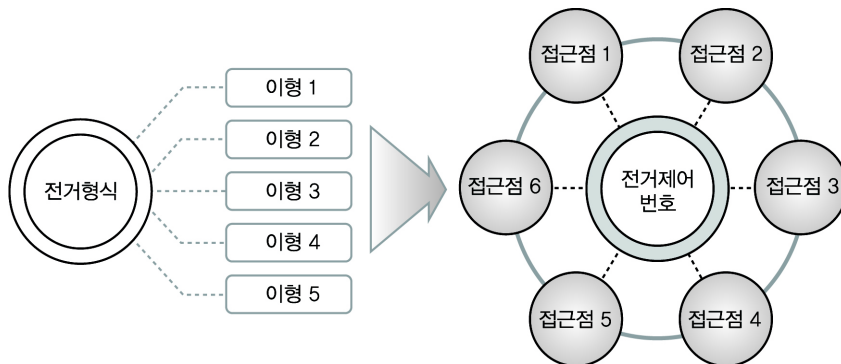 전거형식
이형 1
이형 2
이형 3
이형 4
이형 5
접근점 1
접근점 2
접근점 6
전거제어
번호
접근점 3
접근점 5
접근점 4